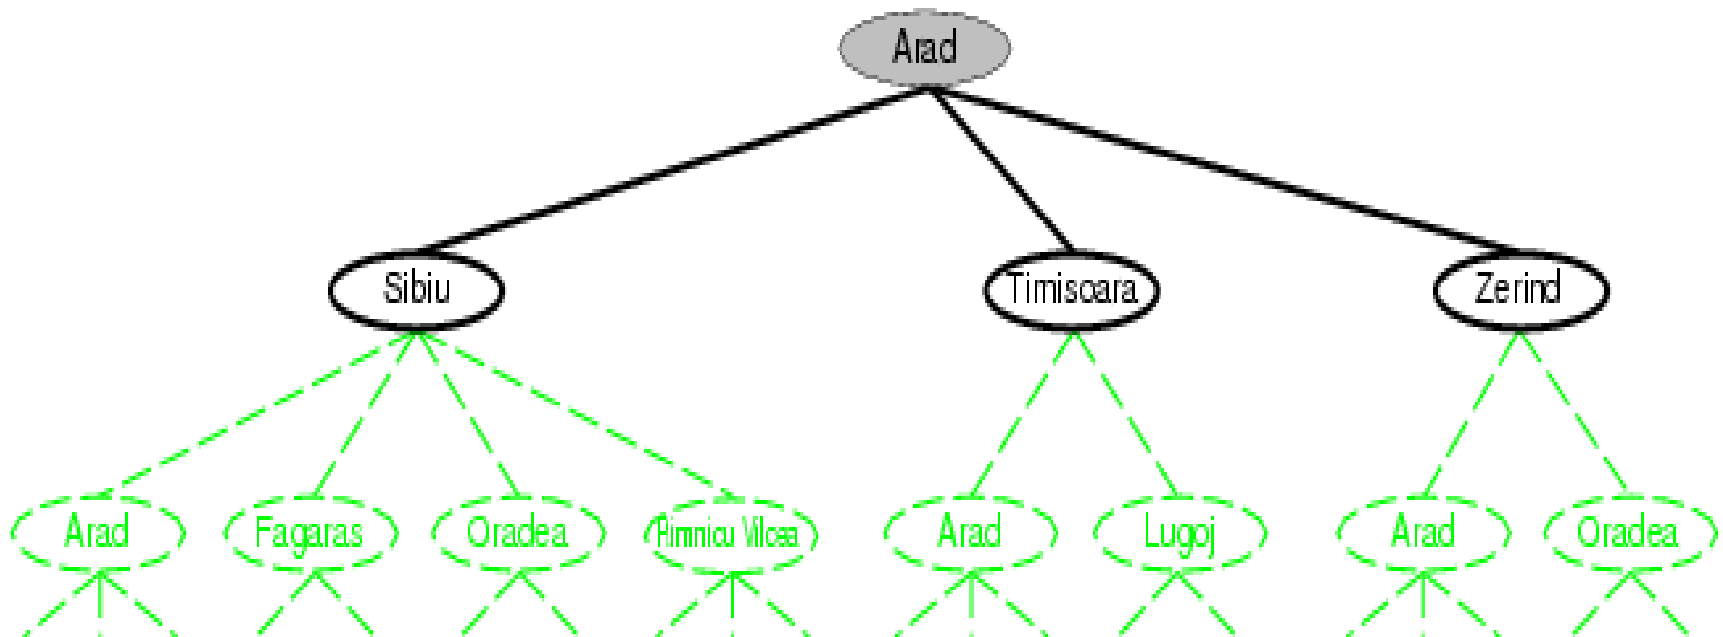 Arad
Sibiu Timisoara Zerind
Arad Fagaras Oradea Rimnicu Vilcea Arad Lugoj Arad Oradea